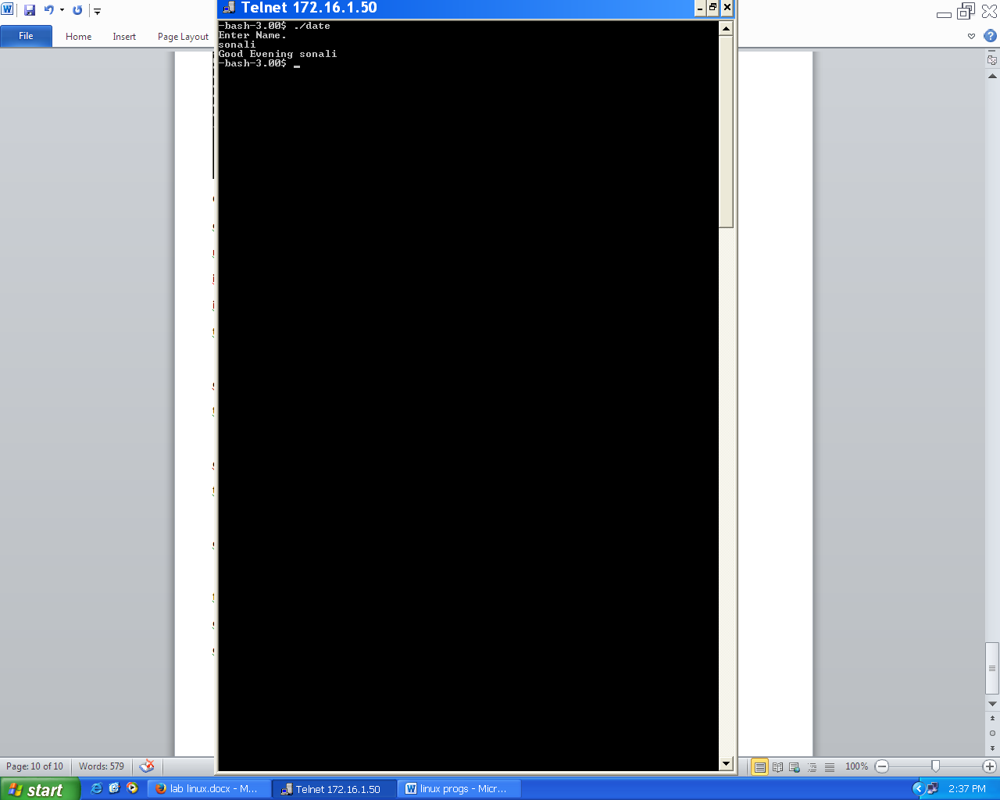 Telnet 172.16.1.50
File Home Insert Page Layout
-bash-3.00$ ./date
Enter Name.
sonali
Good Evening sonali
-bash-3.00$ _
Page: 10 of 10 Words: 579 100%
start lab linux.docx - M... Telnet 172.16.1.50 linux progs - Micr... 2:37 PM